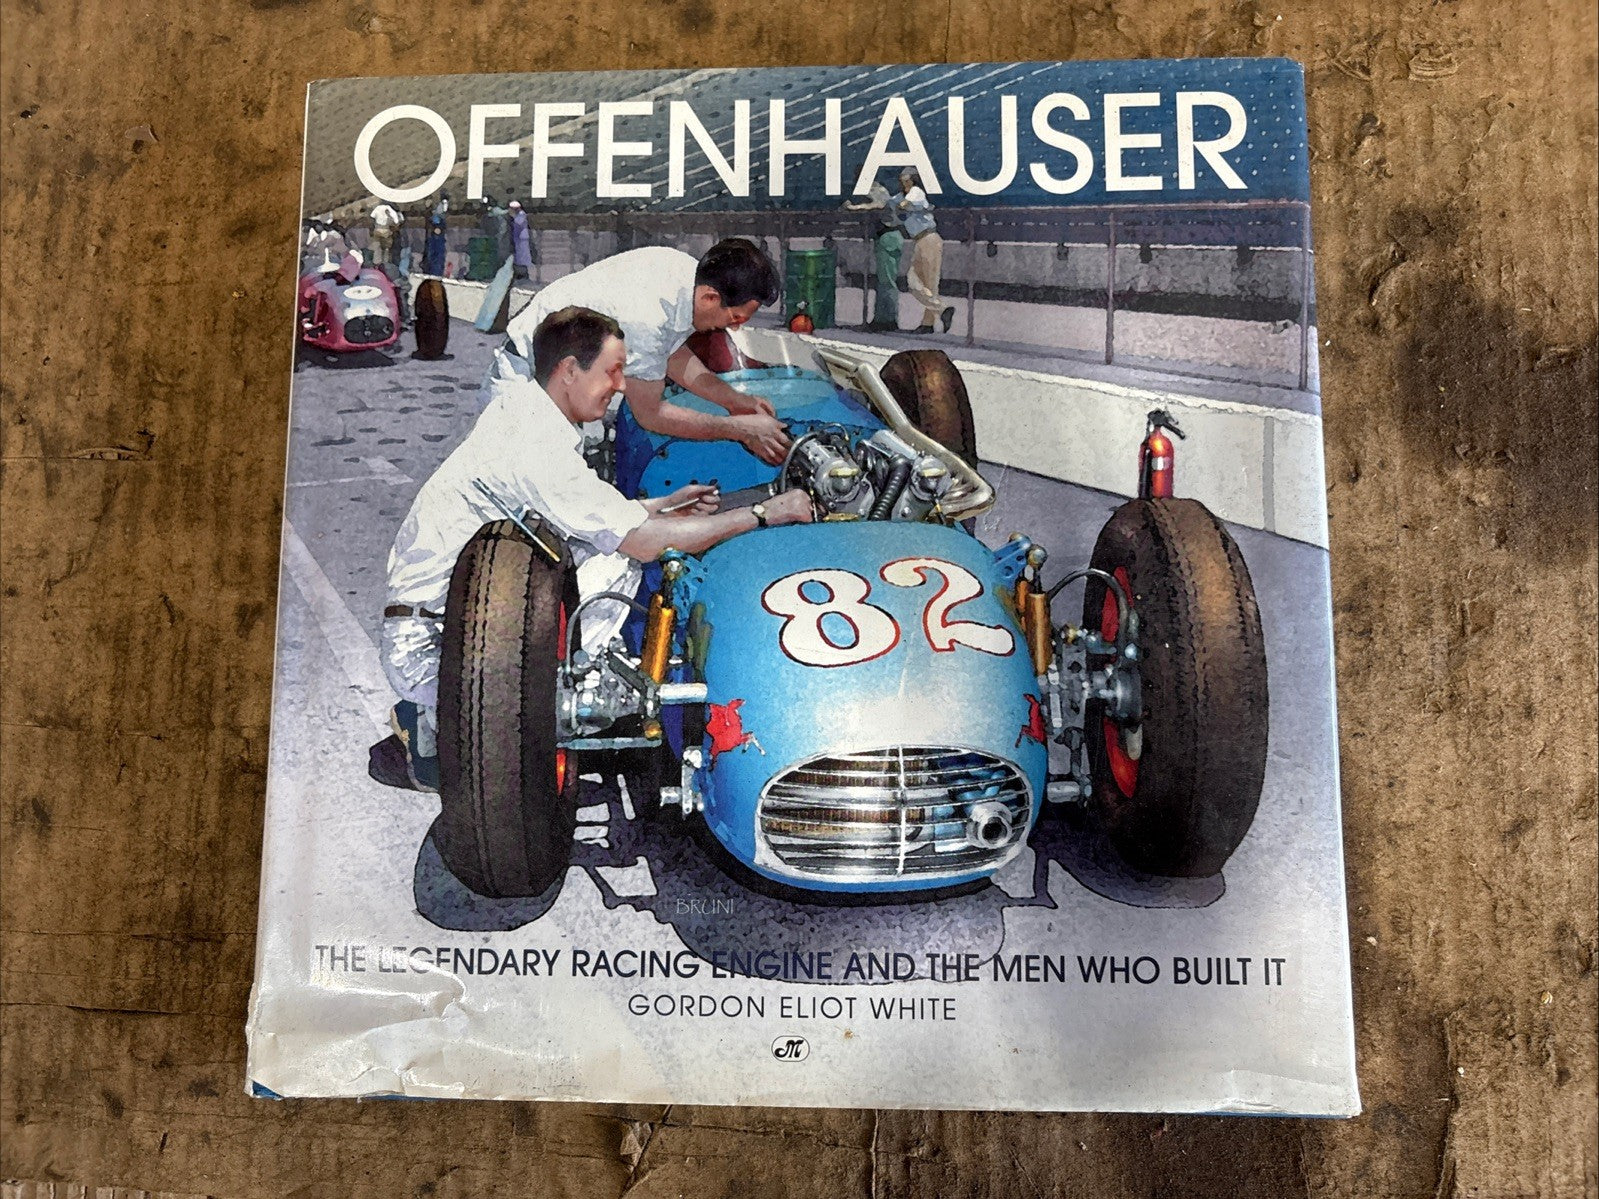 OFFENHAUSER
82
BRUNI
THE LEGENDARY RACING ENGINE AND THE MEN WHO BUILT IT
GORDON ELIOT WHITE
M